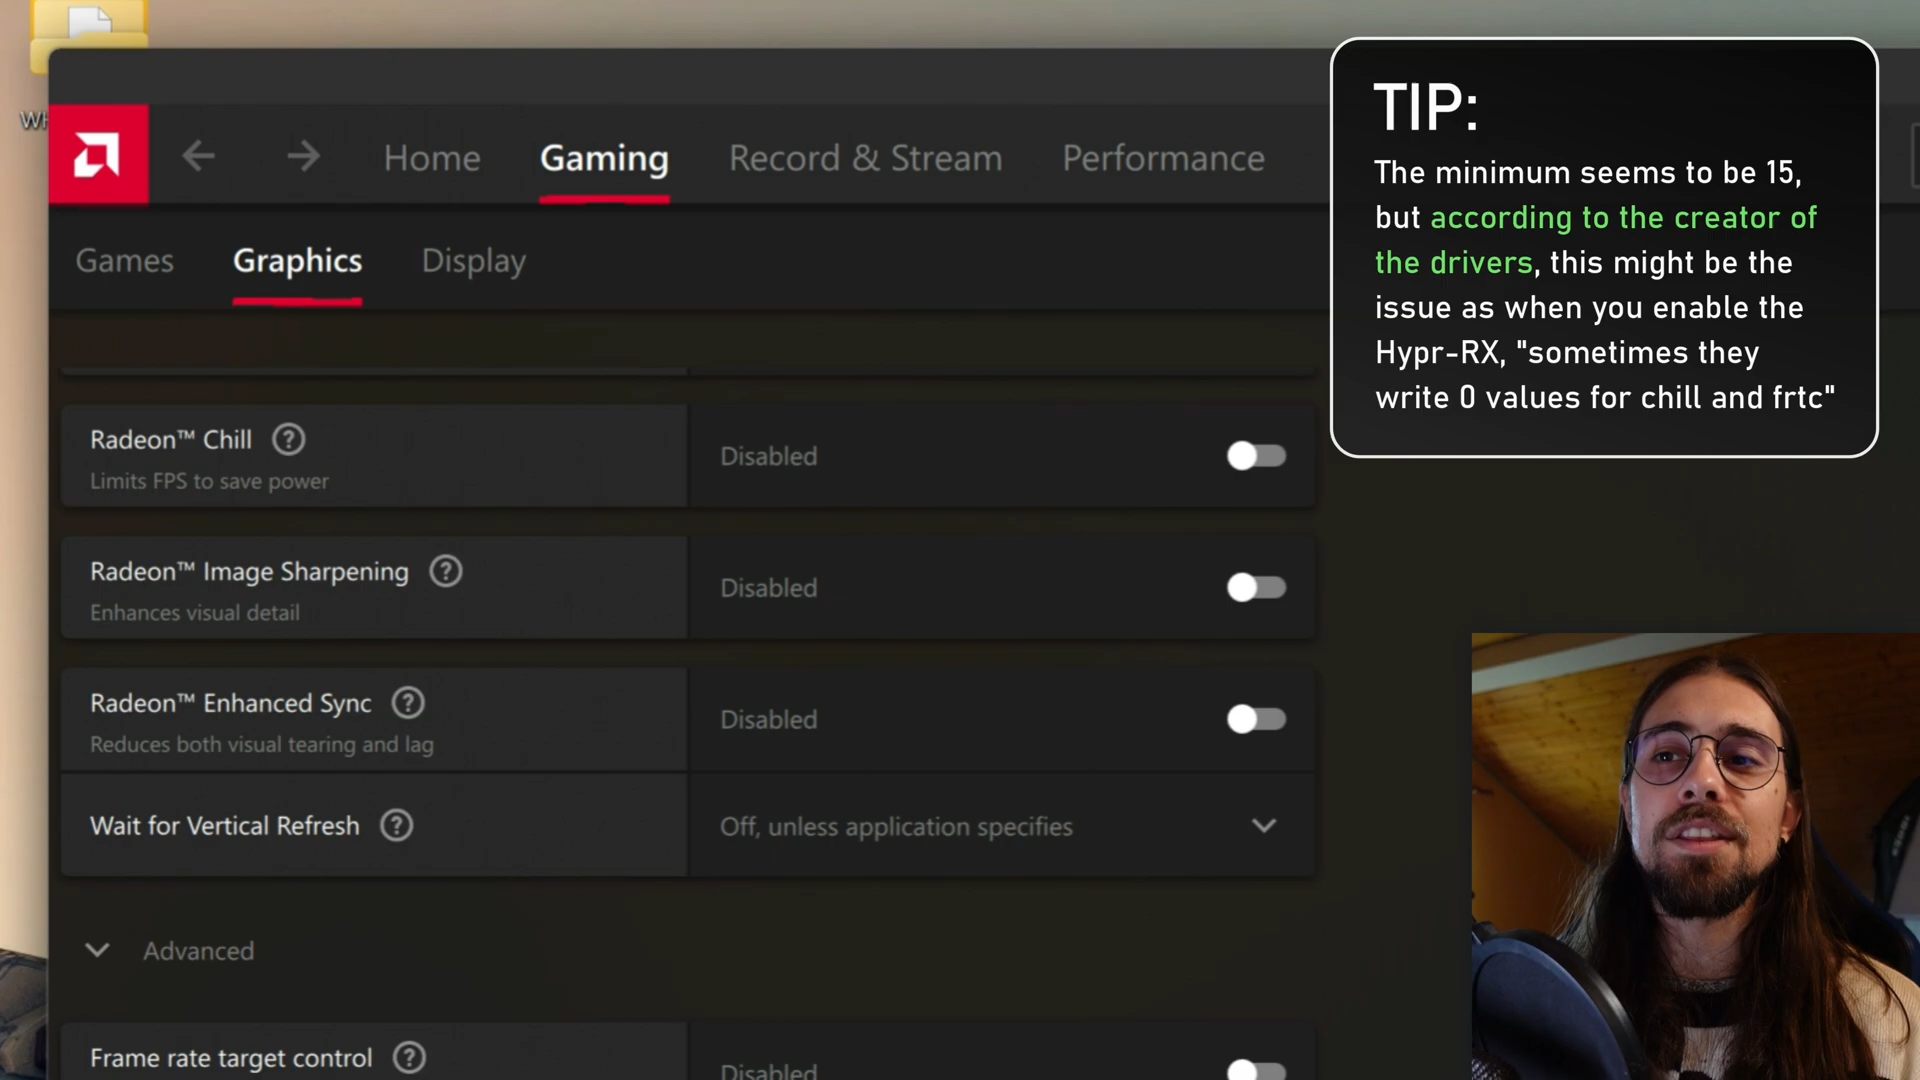 Home Gaming Record & Stream Performance
Games Graphics Display
TIP:
The minimum seems to be 15,
but according to the creator of
the drivers, this might be the
issue as when you enable the
Hypr-RX, "sometimes they
write 0 values for chill and frtc"
Radeon™ Chill ?
Limits FPS to save power
Disabled
Radeon™ Image Sharpening ?
Enhances visual detail
Disabled
Radeon™ Enhanced Sync ?
Reduces both visual tearing and lag
Disabled
Wait for Vertical Refresh ?
Off, unless application specifies
Advanced
Frame rate target control ?
Disabled